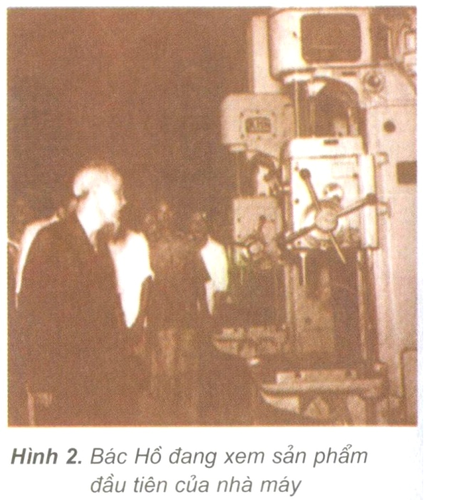 Hình 2. Bác Hồ đang xem sản phẩm
đầu tiên của nhà máy